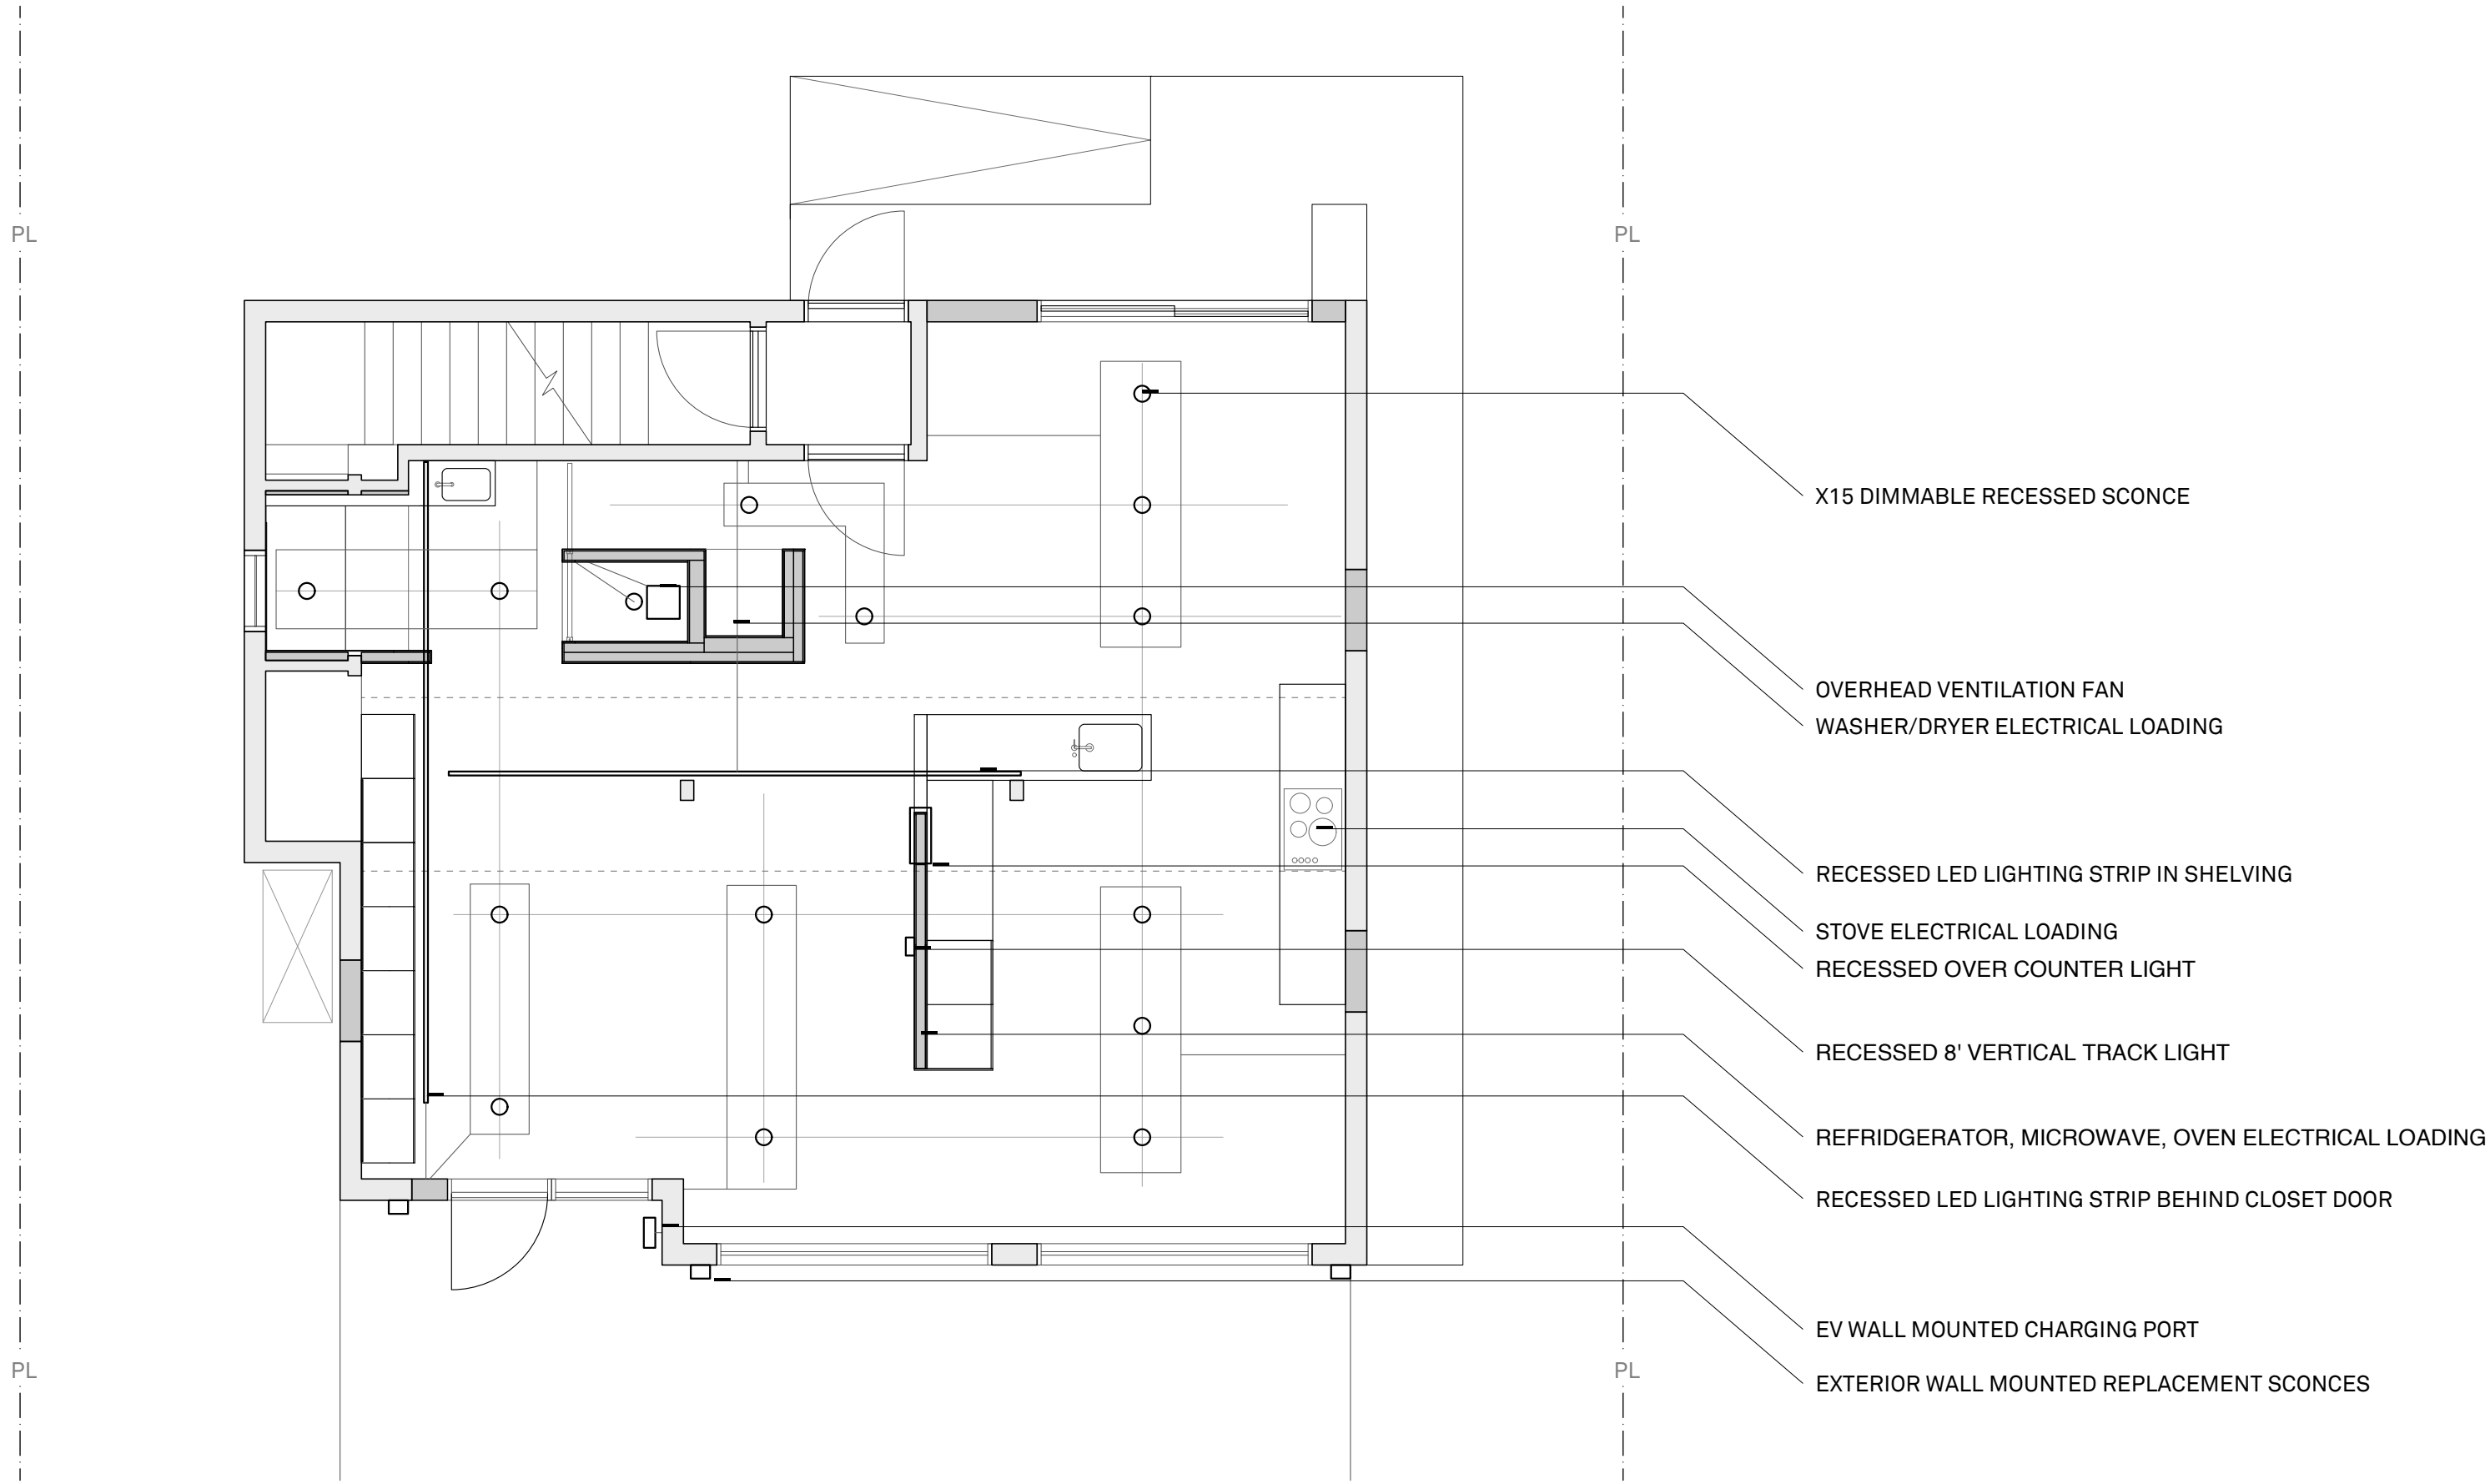 PL
PL
X15 DIMMABLE RECESSED SCONCE
OVERHEAD VENTILATION FAN
WASHER/DRYER ELECTRICAL LOADING
RECESSED LED LIGHTING STRIP IN SHELVING
STOVE ELECTRICAL LOADING
RECESSED OVER COUNTER LIGHT
RECESSED 8' VERTICAL TRACK LIGHT
REFRIDGERATOR, MICROWAVE, OVEN ELECTRICAL LOADING
RECESSED LED LIGHTING STRIP BEHIND CLOSET DOOR
EV WALL MOUNTED CHARGING PORT
PL
PL
EXTERIOR WALL MOUNTED REPLACEMENT SCONCES